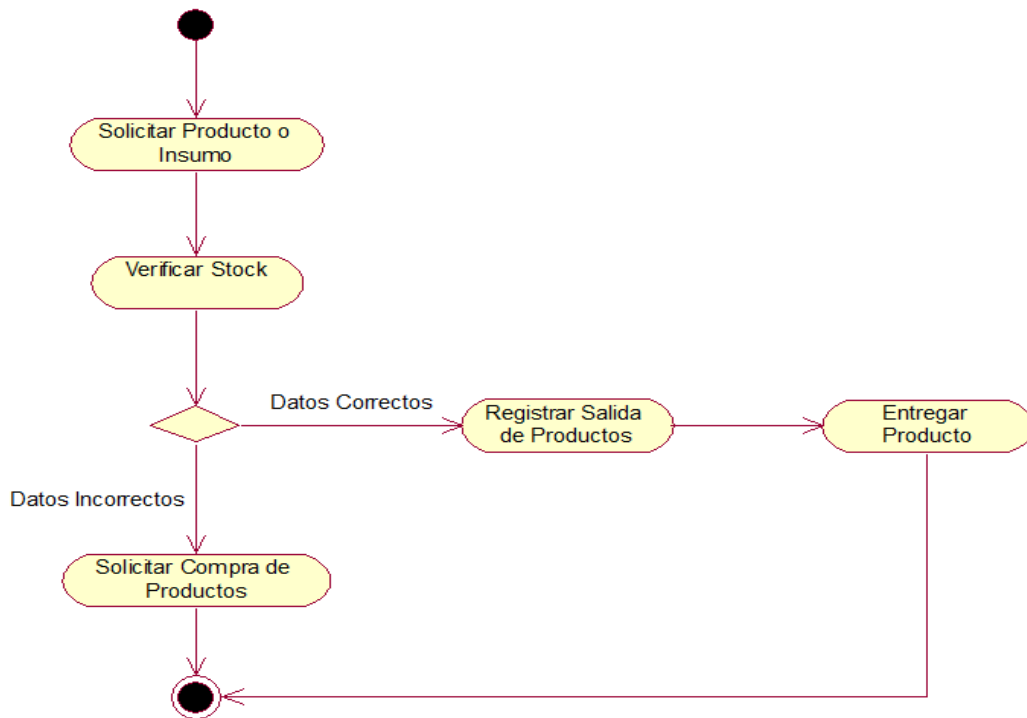 Solicitar Producto o
Insumo
Verificar Stock
Datos Correctos
Registrar Salida
de Productos
Entregar
Producto
Datos Incorrectos
Solicitar Compra de
Productos